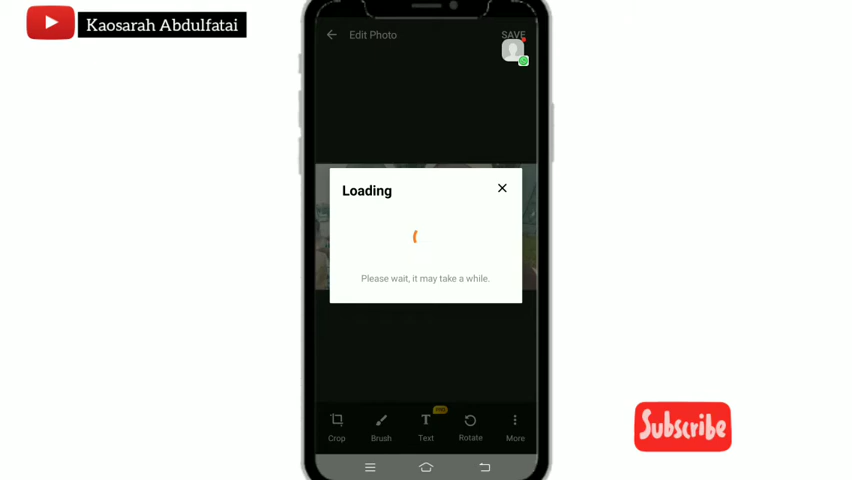 Kaosarah Abdulfatai
Edit Photo
SAVE
Loading
Please wait, it may take a while.
Crop
Brush
T
Text
Rotate
More
Subscribe